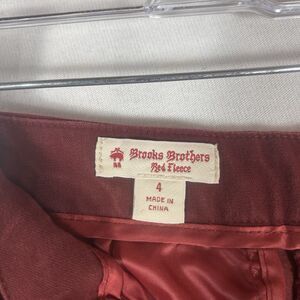 Brooks Brothers
Red Fleece
4
MADE IN
CHINA